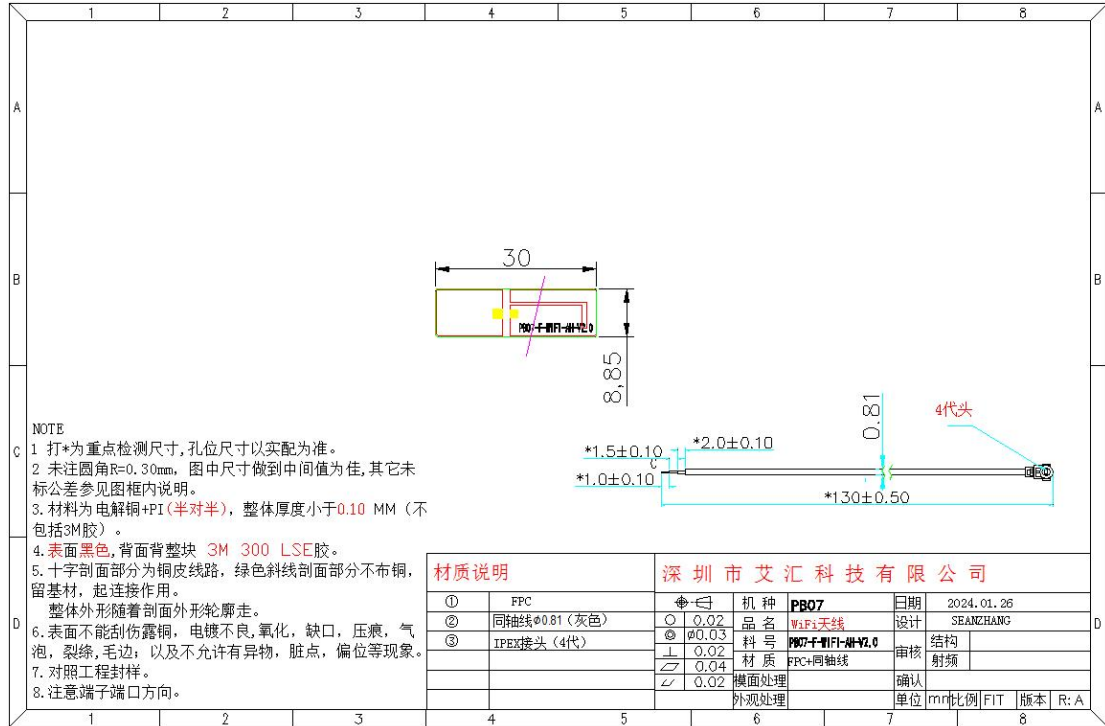 1 2 3 4 5 6 7 8
A A
B B
C
D D
30
8,85
PB07-F-WIFI-AN-V2.0
0.81
4代头
*1.5±0.10
*2.0±0.10
C
*1.0±0.10
*130±0.50
NOTE
1 打*为重点检测尺寸,孔位尺寸以实配为准。
2 未注圆角R=0.30mm, 图中尺寸做到中间值为佳,其它未
标公差参见图框内说明。
3.材料为电解铜+PI(半对半), 整体厚度小于0.10 MM (不
包括3M胶) 。
4.表面黑色,背面背整块 3M 300 LSE胶。
5.十字剖面部分为铜皮线路, 绿色斜线剖面部分不布铜,
留基材, 起连接作用。
整体外形随着剖面外形轮廓走。
6.表面不能刮伤露铜, 电镀不良,氧化, 缺口, 压痕, 气
泡, 裂缘,毛边; 以及不允许有异物, 脏点, 偏位等现象。
7.对照工程封样。
8.注意端子端口方向。
材质说明
① FPC
② 同轴线Φ0.81 (灰色)
③ IPEX接头 (4代)
深圳市艾汇科技有限公司
机种 PB07 日期 2024.01.26
0.02 品名 WiFi天线 设计 SEANZHANG
Φ0.03 料号 PB07-F-WIFI-AN-V2.0 审核 结构
0.02
0.04 材质 FPC+同轴线 射频
0.02 模面处理 确认
外观处理 单位 mm 比例 FIT 版本 R:A
1 2 3 4 5 6 7 8